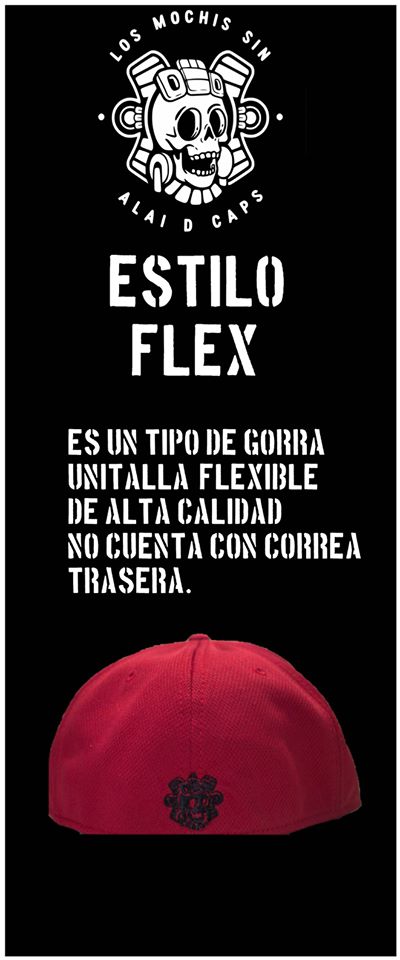 LOS MOCHIS SIN
ALAI D CAPS
ESTILO
FLEX
ES UN TIPO DE GORRA
UNITALLA FLEXIBLE
DE ALTA CALIDAD
NO CUENTA CON CORREA
TRASERA.